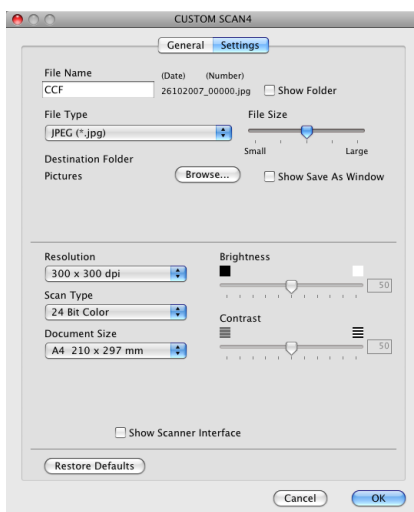 CUSTOM SCAN4
General Settings
File Name (Date) (Number)
CCF 26102007_00000.jpg Show Folder
File Type File Size
JPEG (*.jpg)
Small Large
Destination Folder
Pictures Browse... Show Save As Window
Resolution Brightness
300 x 300 dpi
50
Scan Type
24 Bit Color Contrast
Document Size
A4 210 x 297 mm 50
Show Scanner Interface
Restore Defaults
Cancel OK